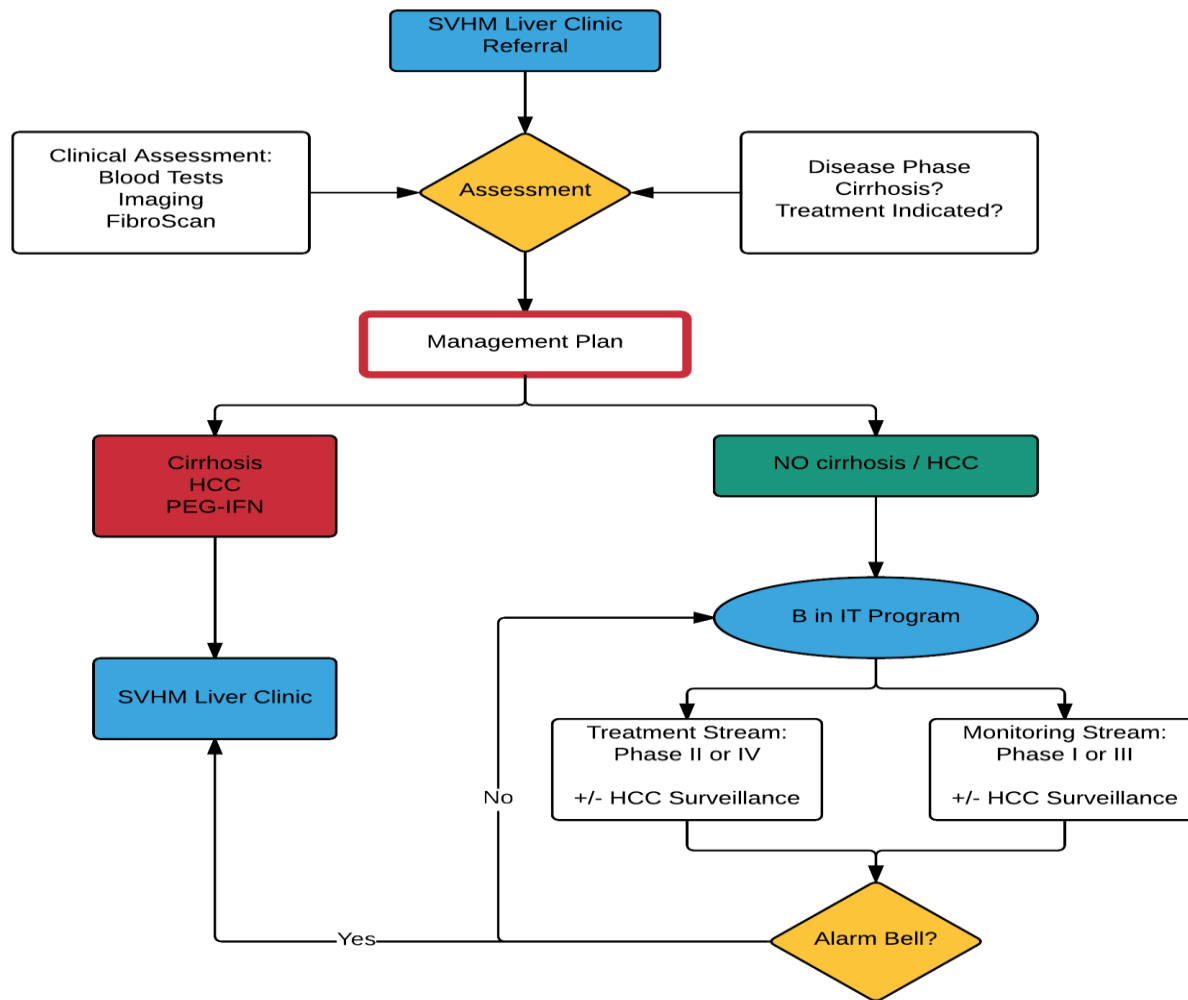 SVHM Liver Clinic
Referral
Clinical Assessment:
Blood Tests
Imaging
FibroScan
Assessment
Disease Phase
Cirrhosis?
Treatment Indicated?
Management Plan
Cirrhosis
HCC
PEG-IFN
NO cirrhosis / HCC
B in IT Program
SVHM Liver Clinic
Treatment Stream:
Phase II or IV
+/- HCC Surveillance
Monitoring Stream:
Phase I or III
+/- HCC Surveillance
No
Yes
Alarm Bell?